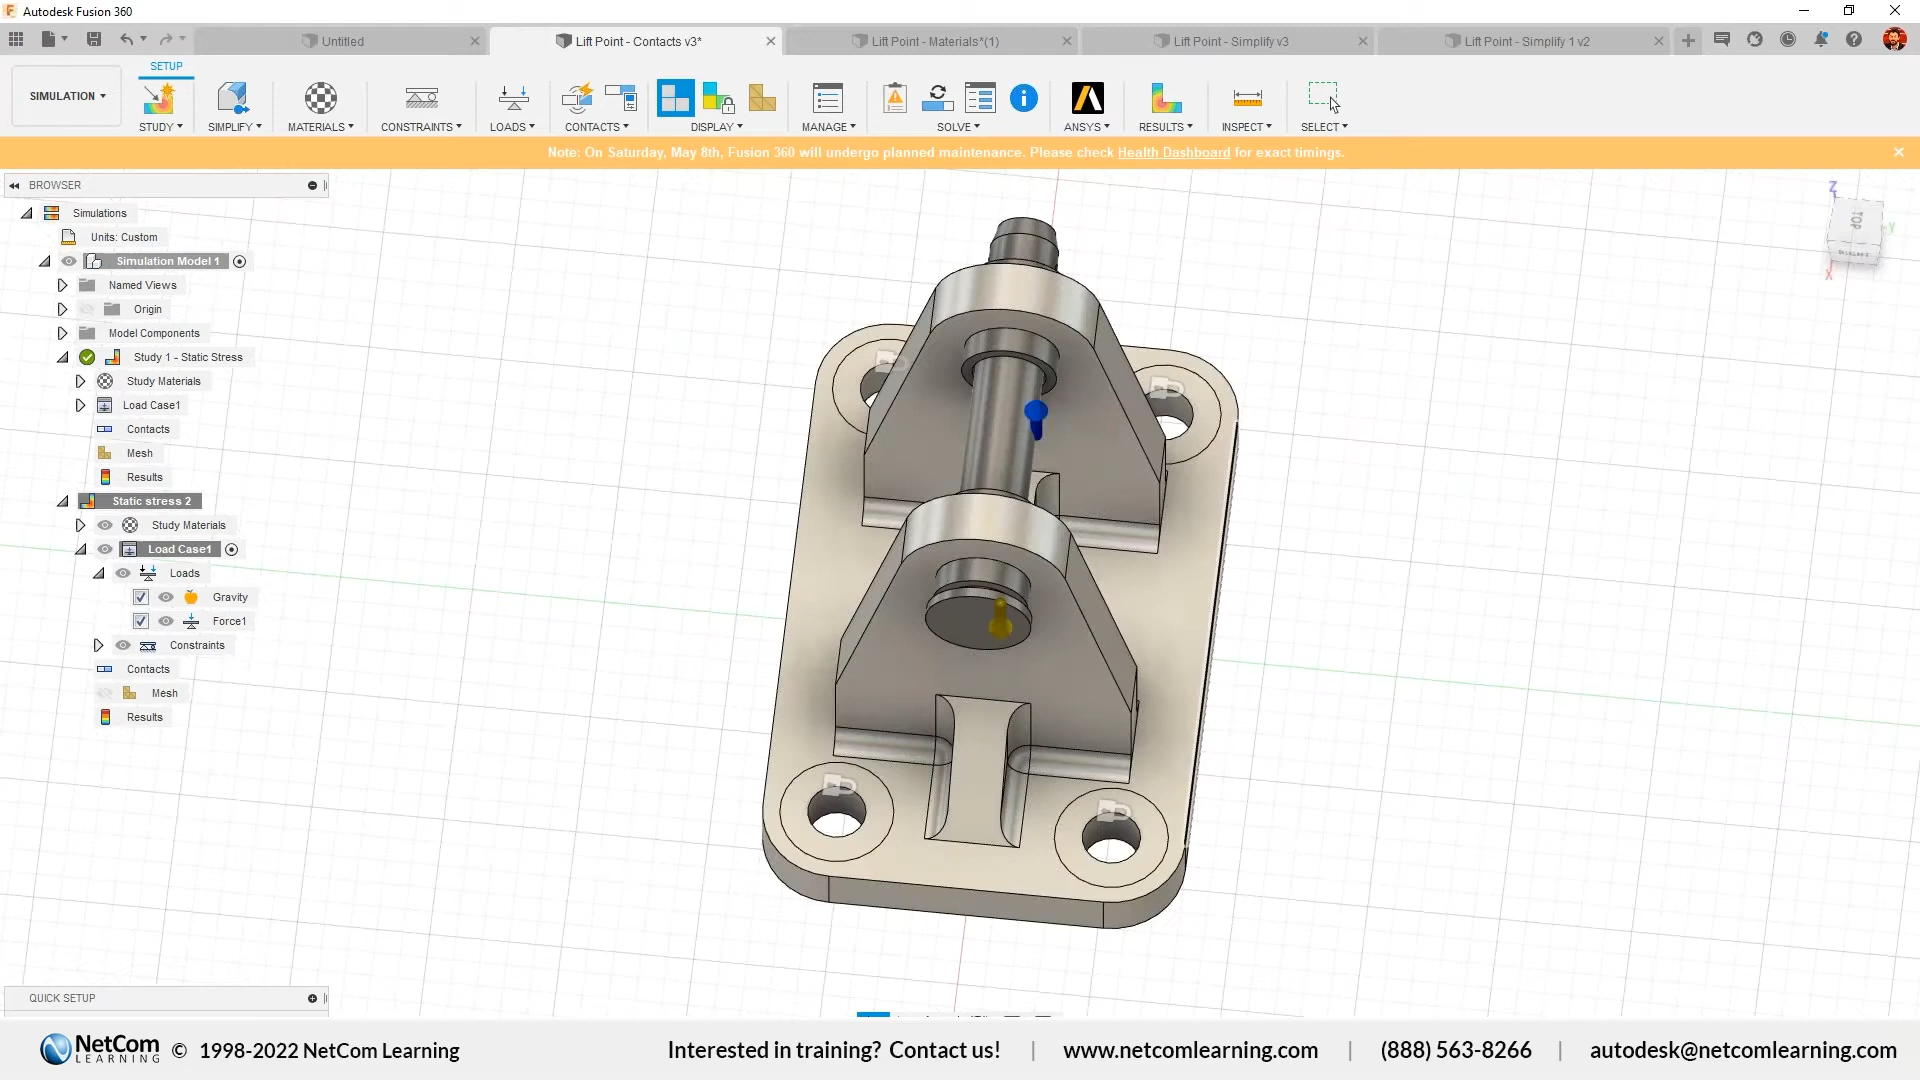 Autodesk Fusion 360
Untitled
Lift Point - Contacts v3*
Lift Point - Materials*(1)
Lift Point - Simplify v3
Lift Point - Simplify 1 v2
SETUP
SIMULATION
STUDY
SIMPLIFY
MATERIALS
CONSTRAINTS
LOADS
CONTACTS
DISPLAY
MANAGE
SOLVE
ANSYS
RESULTS
INSPECT
SELECT
Note: On Saturday, May 8th, Fusion 360 will undergo planned maintenance. Please check Health Dashboard for exact timings.
BROWSER
Simulations
Units: Custom
Simulation Model 1
Named Views
Origin
Model Components
Study 1 - Static Stress
Study Materials
Load Case1
Contacts
Mesh
Results
Static stress 2
Study Materials
Load Case1
Loads
Gravity
Force1
Constraints
Contacts
Mesh
Results
Z
TOP
Y
X
QUICK SETUP
NetCom
LEARNING
© 1998-2022 NetCom Learning
Interested in training? Contact us! | www.netcomlearning.com | (888) 563-8266 | autodesk@netcomlearning.com